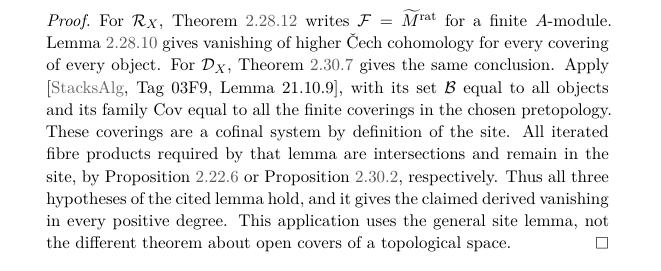 Proof. For 𝓡_X, Theorem 2.28.12 writes 𝓕 = M̃^rat for a finite A-module.
Lemma 2.28.10 gives vanishing of higher Čech cohomology for every covering
of every object. For 𝓓_X, Theorem 2.30.7 gives the same conclusion. Apply
[StacksAlg, Tag 03F9, Lemma 21.10.9], with its set 𝓑 equal to all objects
and its family Cov equal to all the finite coverings in the chosen pretopology.
These coverings are a cofinal system by definition of the site. All iterated
fibre products required by that lemma are intersections and remain in the
site, by Proposition 2.22.6 or Proposition 2.30.2, respectively. Thus all three
hypotheses of the cited lemma hold, and it gives the claimed derived vanishing
in every positive degree. This application uses the general site lemma, not
the different theorem about open covers of a topological space. □